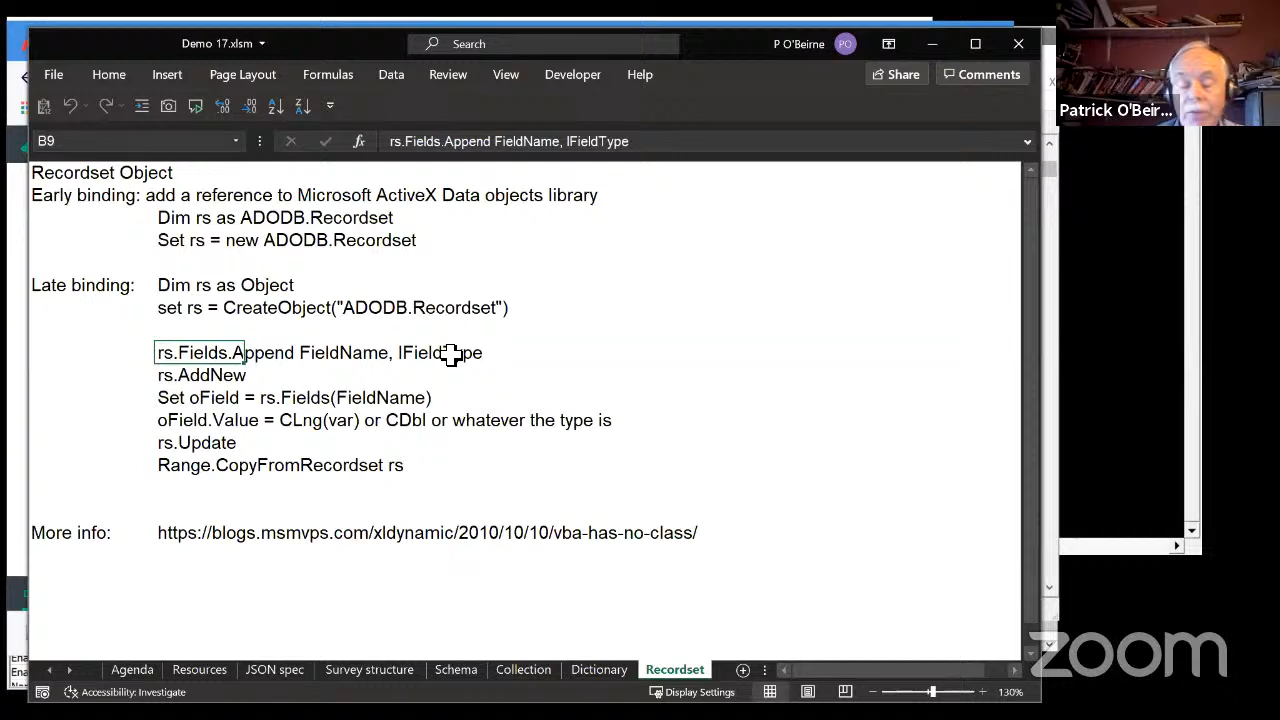 Demo 17.xlsm
Search
P O'Beirne
PO
File Home Insert Page Layout Formulas Data Review View Developer Help
Share
Comments
B9
fx
rs.Fields.Append FieldName, lFieldType
Recordset Object
Early binding: add a reference to Microsoft ActiveX Data objects library
Dim rs as ADODB.Recordset
Set rs = new ADODB.Recordset
Late binding: Dim rs as Object
set rs = CreateObject("ADODB.Recordset")
rs.Fields.Append FieldName, lFieldType
rs.AddNew
Set oField = rs.Fields(FieldName)
oField.Value = CLng(var) or CDbl or whatever the type is
rs.Update
Range.CopyFromRecordset rs
More info: https://blogs.msmvps.com/xldynamic/2010/10/10/vba-has-no-class/
Agenda Resources JSON spec Survey structure Schema Collection Dictionary Recordset
Accessibility: Investigate
Display Settings
130%
Patrick O'Beir...
Ena
Ena
zoom